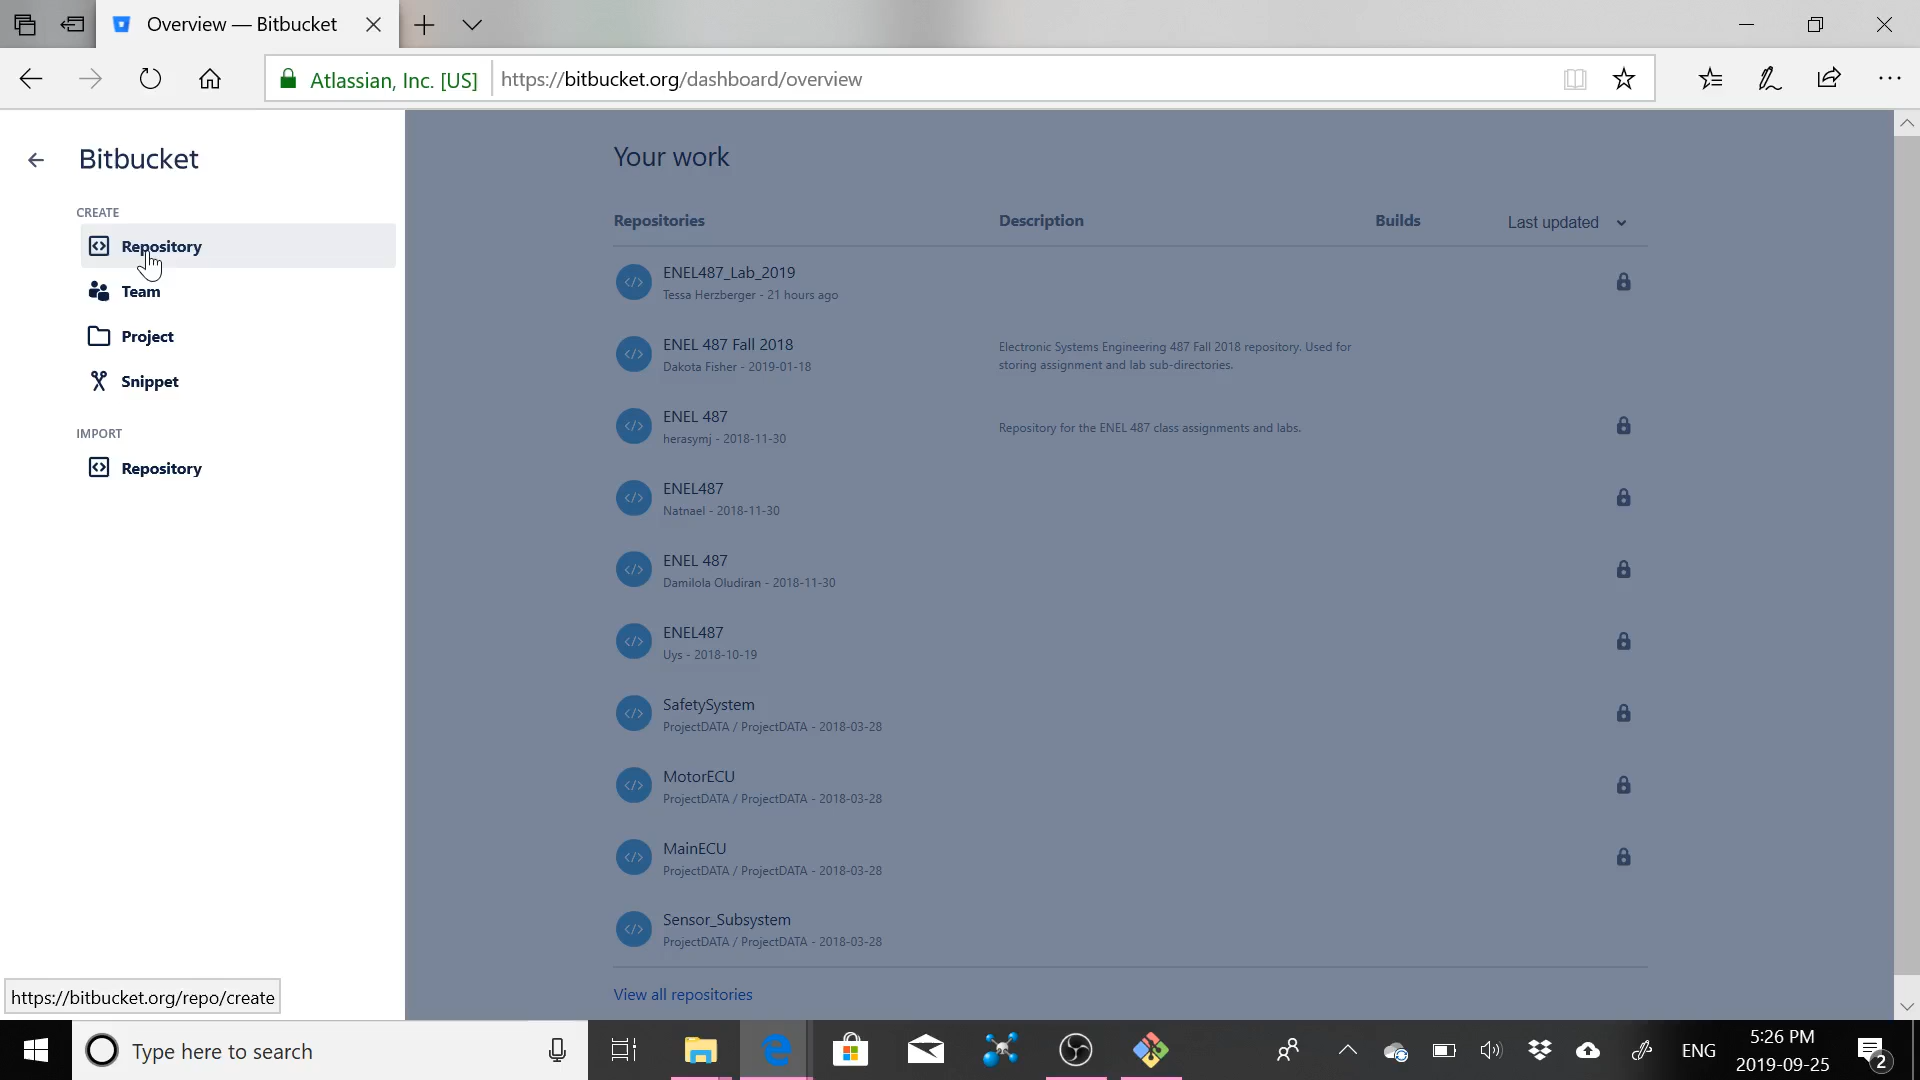 Overview — Bitbucket
Atlassian, Inc. [US]
https://bitbucket.org/dashboard/overview
Bitbucket
CREATE
Repository
Team
Project
Snippet
IMPORT
Repository
https://bitbucket.org/repo/create
Your work
Repositories Description Builds Last updated
ENEL487_Lab_2019
Tessa Herzberger - 21 hours ago
ENEL 487 Fall 2018
Dakota Fisher - 2019-01-18
Electronic Systems Engineering 487 Fall 2018 repository. Used for
storing assignment and lab sub-directories.
ENEL 487
herasymj - 2018-11-30
Repository for the ENEL 487 class assignments and labs.
ENEL487
Natnael - 2018-11-30
ENEL 487
Damilola Oludiran - 2018-11-30
ENEL487
Uys - 2018-10-19
SafetySystem
ProjectDATA / ProjectDATA - 2018-03-28
MotorECU
ProjectDATA / ProjectDATA - 2018-03-28
MainECU
ProjectDATA / ProjectDATA - 2018-03-28
Sensor_Subsystem
ProjectDATA / ProjectDATA - 2018-03-28
View all repositories
Type here to search
ENG
5:26 PM
2019-09-25
2